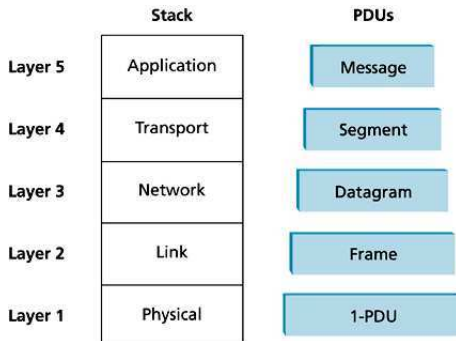 Stack PDUs
Layer 5 Application Message
Layer 4 Transport Segment
Layer 3 Network Datagram
Layer 2 Link Frame
Layer 1 Physical 1-PDU